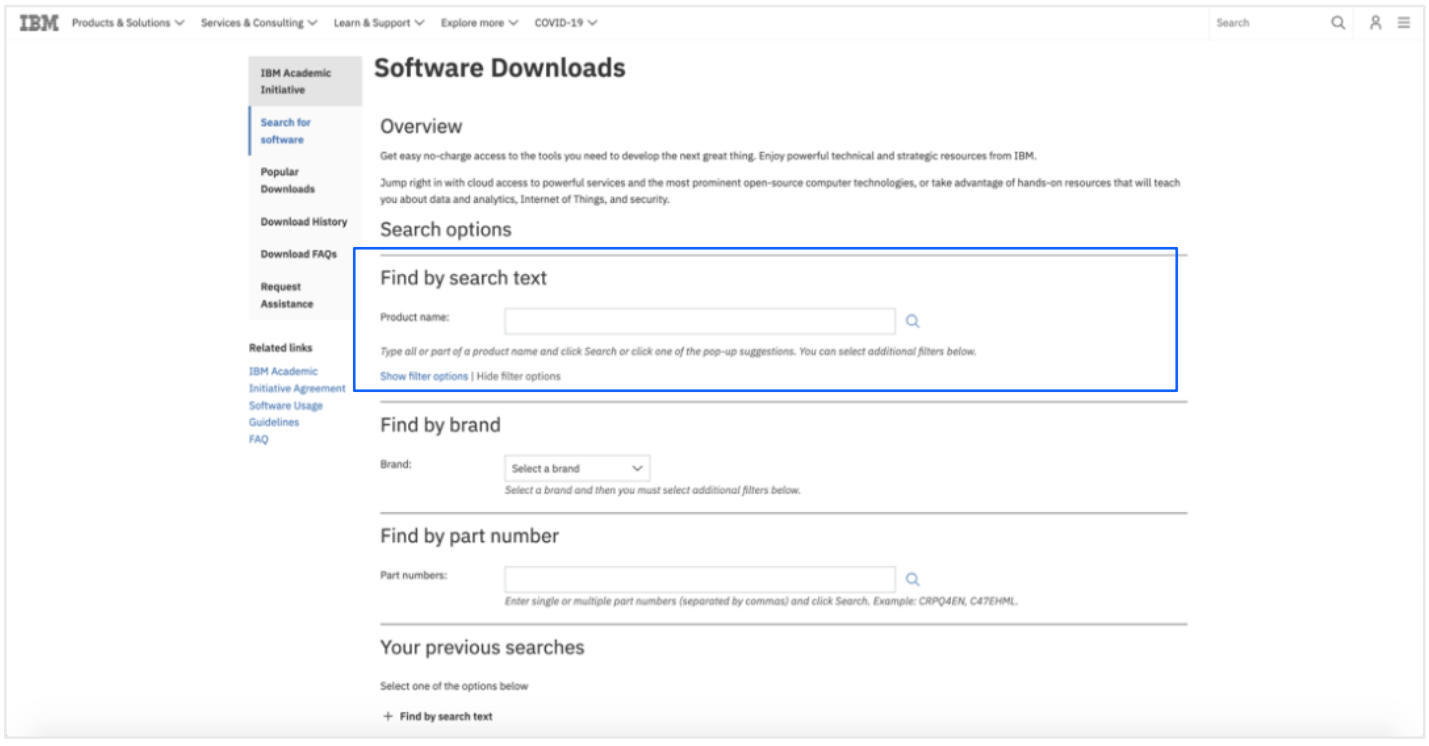 IBM Products & Solutions Services & Consulting Learn & Support Explore more COVID-19 Search
IBM Academic
Initiative
Search for
software
Popular
Downloads
Download History
Download FAQs
Request
Assistance
Related links
IBM Academic
Initiative Agreement
Software Usage
Guidelines
FAQ
Software Downloads
Overview
Get easy no-charge access to the tools you need to develop the next great thing. Enjoy powerful technical and strategic resources from IBM.
Jump right in with cloud access to powerful services and the most prominent open-source computer technologies, or take advantage of hands-on resources that will teach
you about data and analytics, Internet of Things, and security.
Search options
Find by search text
Product name:
Type all or part of a product name and click Search or click one of the pop-up suggestions. You can select additional filters below.
Show filter options | Hide filter options
Find by brand
Brand: Select a brand
Select a brand and then you must select additional filters below.
Find by part number
Part numbers:
Enter single or multiple part numbers (separated by commas) and click Search. Example: CRPQ4EN, C47EHML.
Your previous searches
Select one of the options below
+ Find by search text